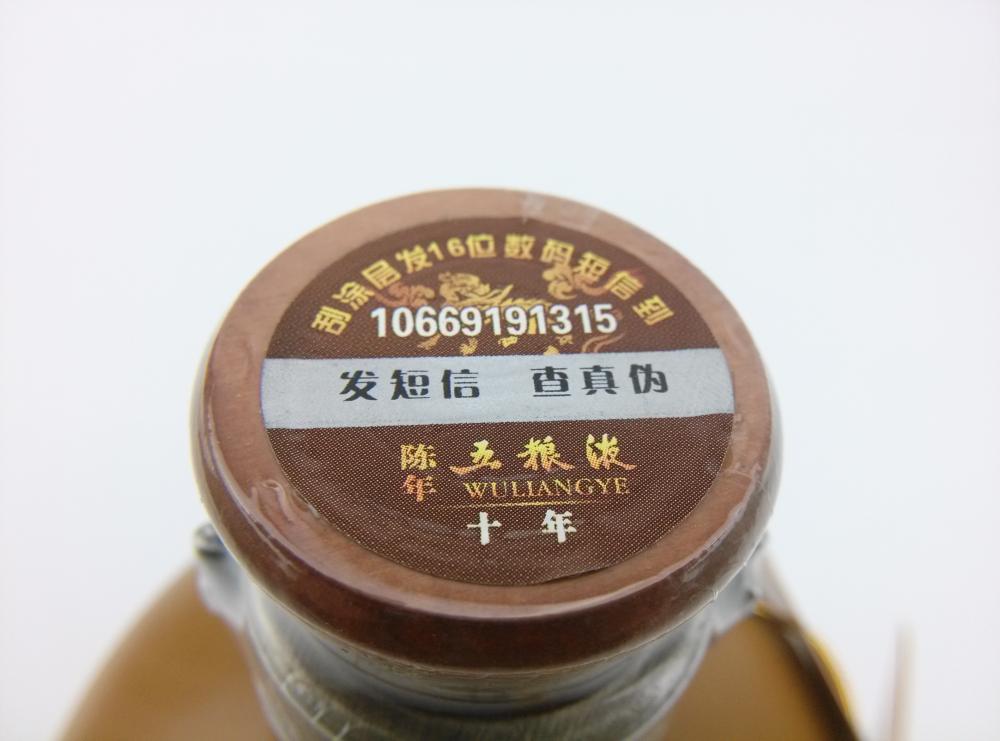 刮涂层发16位数码短信到
10669191315
发短信 查真伪
陈年 五粮液
WULIANGYE
十年